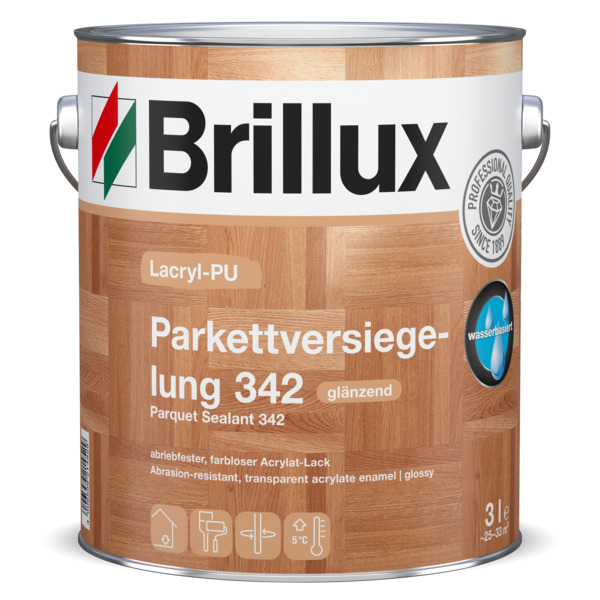 Brillux
PROFESSIONAL QUALITY
SINCE 1889
Lacryl-PU
wasserbasiert
Parkettversiege-
lung 342 glänzend
Parquet Sealant 342
abriebfester, farbloser Acrylat-Lack
Abrasion-resistant, transparent acrylate enamel | glossy
5°C
3 l e
~25–33 m²